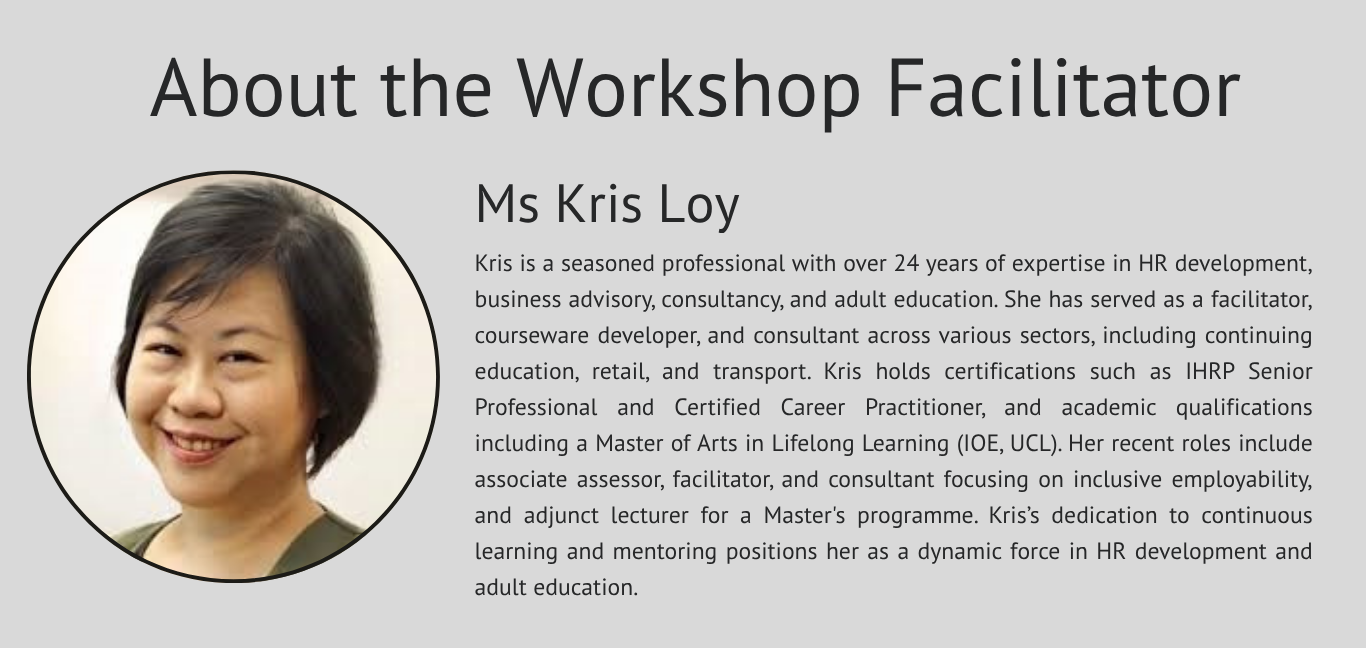 About the Workshop Facilitator
Ms Kris Loy
Kris is a seasoned professional with over 24 years of expertise in HR development,
business advisory, consultancy, and adult education. She has served as a facilitator,
courseware developer, and consultant across various sectors, including continuing
education, retail, and transport. Kris holds certifications such as IHRP Senior
Professional and Certified Career Practitioner, and academic qualifications
including a Master of Arts in Lifelong Learning (IOE, UCL). Her recent roles include
associate assessor, facilitator, and consultant focusing on inclusive employability,
and adjunct lecturer for a Master's programme. Kris’s dedication to continuous
learning and mentoring positions her as a dynamic force in HR development and
adult education.